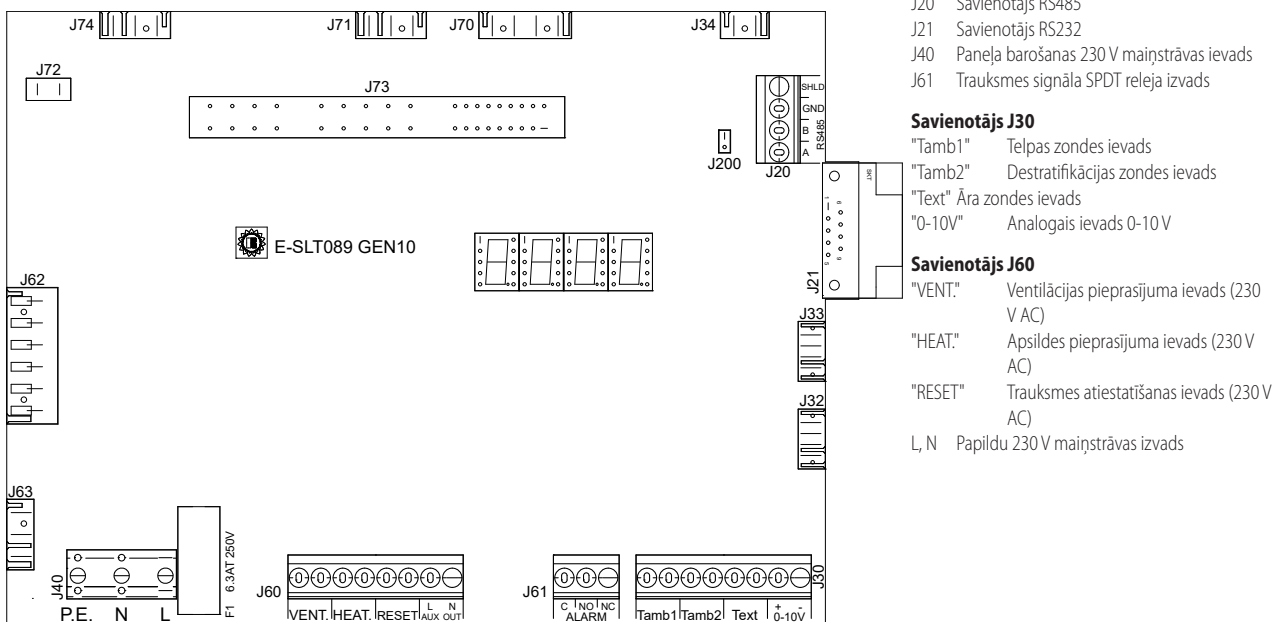 J74
J71
J70
J34
J72
J73
J200
SHLD
GND
B
A
RS485
J20
SKT
1
6
5
9
J21
E-SLT089 GEN10
J62
J33
J32
J63
J40
P.E. N L
F1 6.3AT 250V
J60
VENT. HEAT. RESET L N
AUX OUT
J61
C NO NC
ALARM
J30
Tamb1 Tamb2 Text + -
0-10V
J20 Savienotājs RS485
J21 Savienotājs RS232
J40 Paneļa barošanas 230 V maiņstrāvas ievads
J61 Trauksmes signāla SPDT releja izvads
Savienotājs J30
"Tamb1" Telpas zondes ievads
"Tamb2" Destratifikācijas zondes ievads
"Text" Āra zondes ievads
"0-10V" Analogais ievads 0-10 V
Savienotājs J60
"VENT." Ventilācijas pieprasījuma ievads (230
V AC)
"HEAT." Apsildes pieprasījuma ievads (230 V
AC)
"RESET" Trauksmes atiestatīšanas ievads (230 V
AC)
L, N Papildu 230 V maiņstrāvas izvads